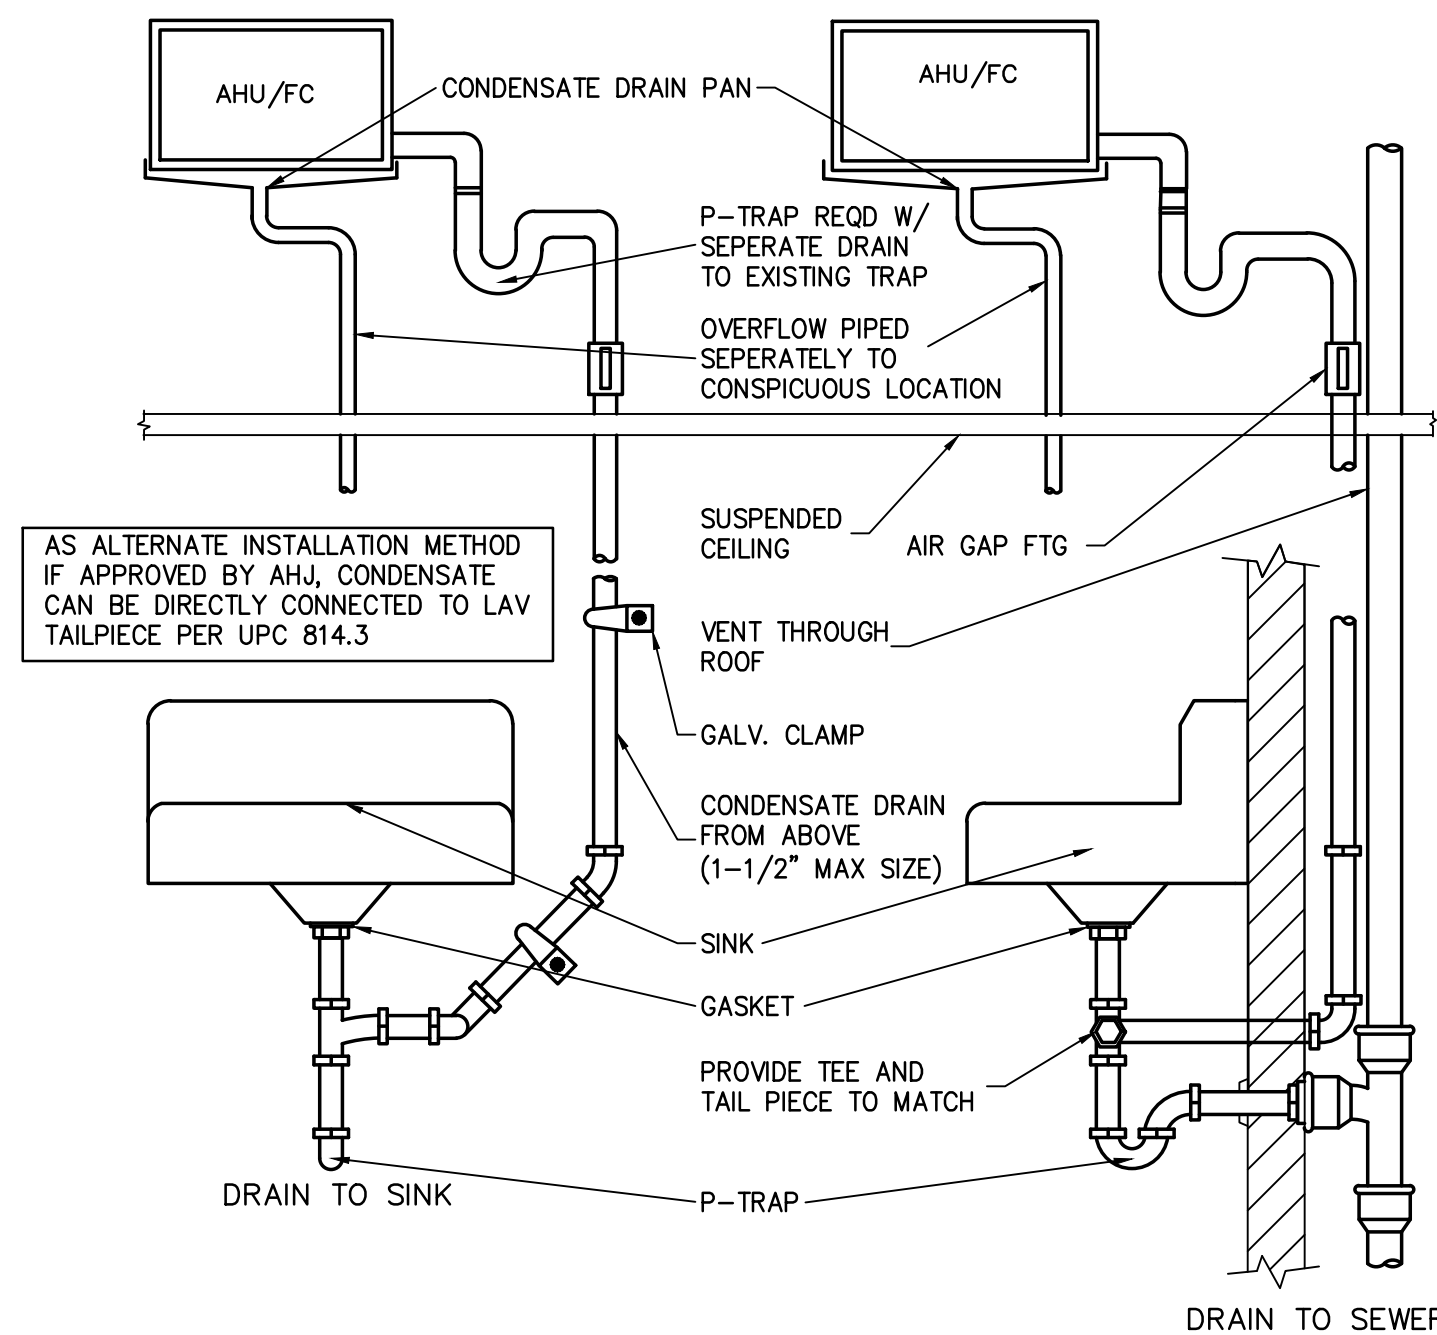 AHU/FC
AHU/FC
CONDENSATE DRAIN PAN
P-TRAP REQD W/
SEPERATE DRAIN
TO EXISTING TRAP
OVERFLOW PIPED
SEPERATELY TO
CONSPICUOUS LOCATION
SUSPENDED
CEILING
AIR GAP FTG
AS ALTERNATE INSTALLATION METHOD
IF APPROVED BY AHJ, CONDENSATE
CAN BE DIRECTLY CONNECTED TO LAV
TAILPIECE PER UPC 814.3
VENT THROUGH
ROOF
GALV. CLAMP
CONDENSATE DRAIN
FROM ABOVE
(1-1/2" MAX SIZE)
SINK
GASKET
PROVIDE TEE AND
TAIL PIECE TO MATCH
P-TRAP
DRAIN TO SINK
DRAIN TO SEWER